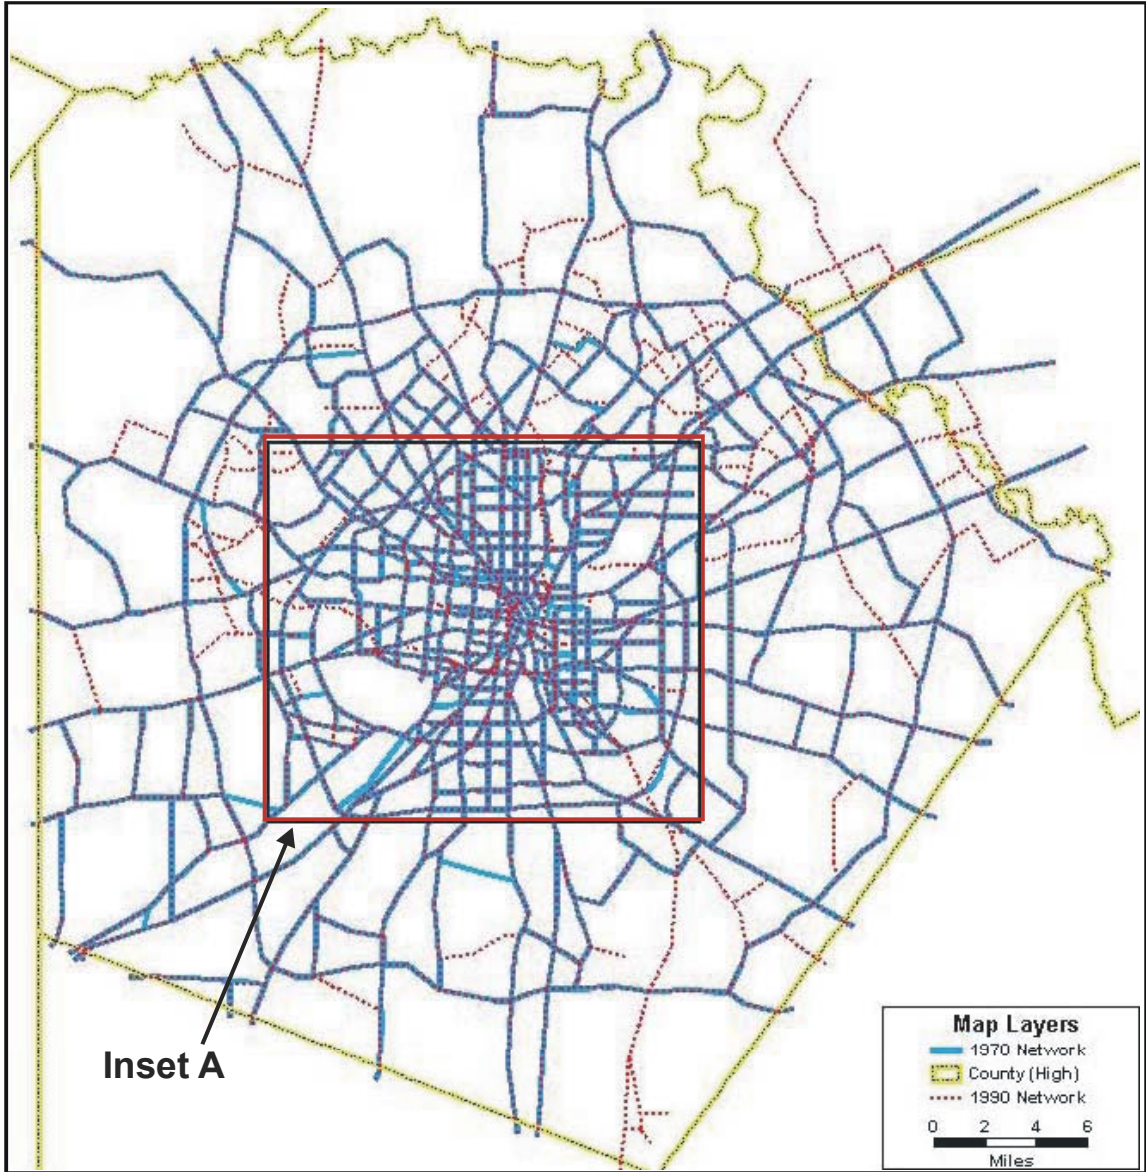 Inset A
Map Layers
1970 Network
County (High)
1990 Network
0 2 4 6
Miles